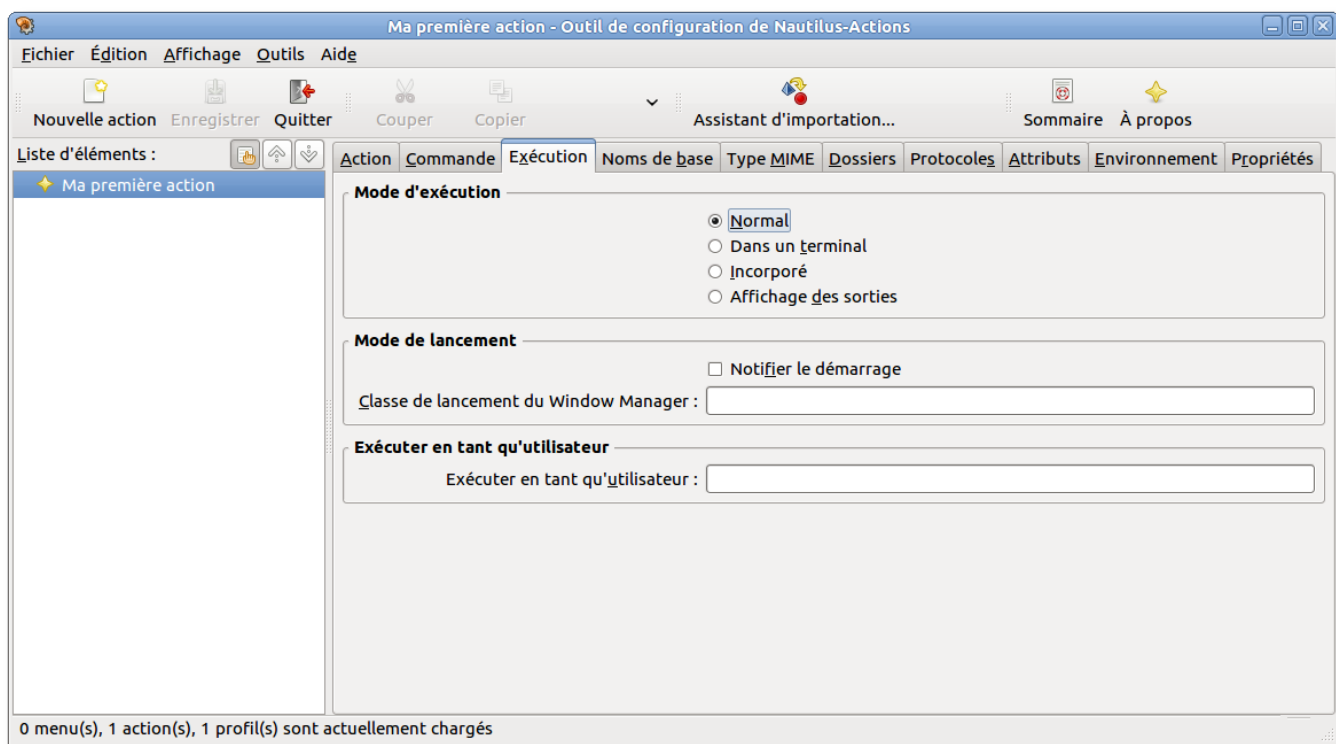 Ma première action - Outil de configuration de Nautilus-Actions
Fichier Édition Affichage Outils Aide
Nouvelle action Enregistrer Quitter Couper Copier Assistant d'importation... Sommaire À propos
Liste d'éléments :
Action Commande Exécution Noms de base Type MIME Dossiers Protocoles Attributs Environnement Propriétés
Ma première action
Mode d'exécution
Normal
Dans un terminal
Incorporé
Affichage des sorties
Mode de lancement
Notifier le démarrage
Classe de lancement du Window Manager :
Exécuter en tant qu'utilisateur
Exécuter en tant qu'utilisateur :
0 menu(s), 1 action(s), 1 profil(s) sont actuellement chargés